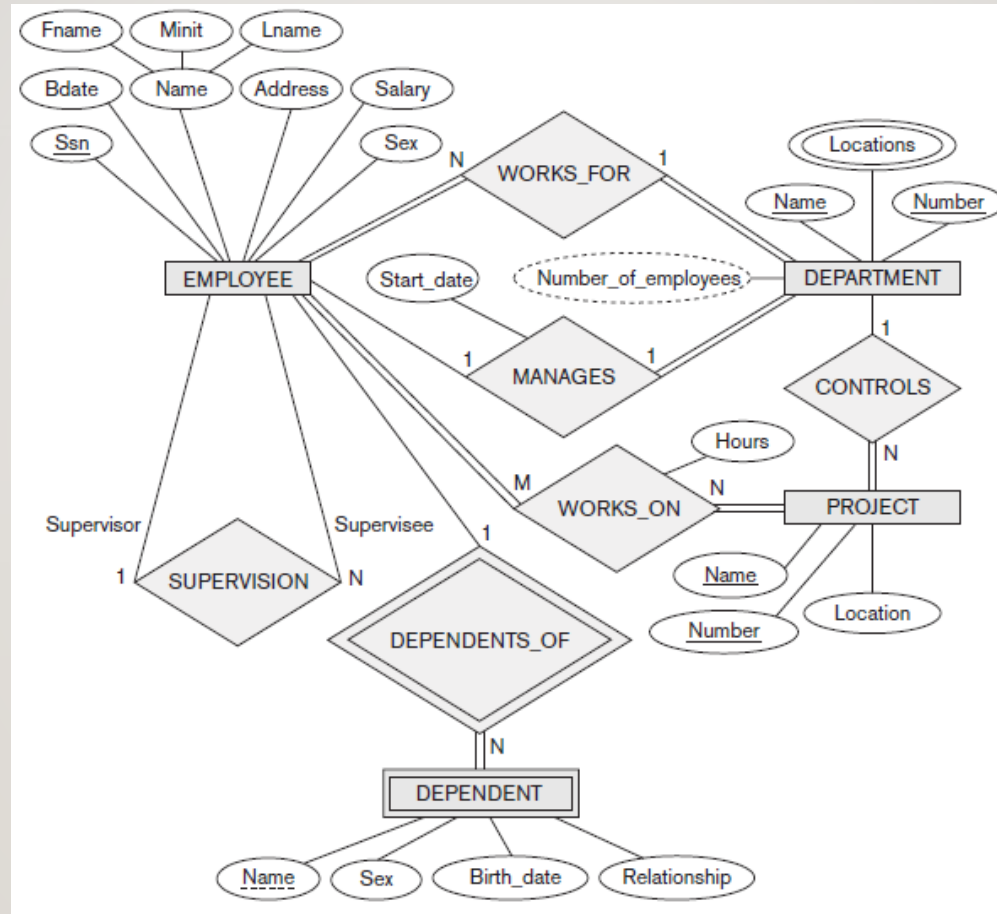 Fname Minit Lname
Bdate Name Address Salary
Ssn Sex
N WORKS_FOR 1
Locations
Name Number
EMPLOYEE Start_date Number_of_employees DEPARTMENT
1 MANAGES 1
1
CONTROLS
N
Hours
M WORKS_ON N
PROJECT
Supervisor Supervisee
1 SUPERVISION N
1
Name
Number Location
DEPENDENTS_OF
N
DEPENDENT
Name Sex Birth_date Relationship